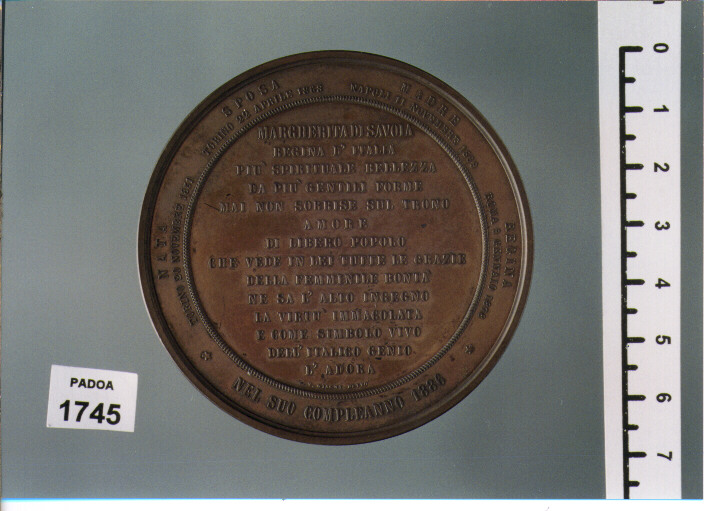 SPOSA
TORINO 22 APRILE 1868
MADRE
NAPOLI 11 NOVEMBRE 1869
NATA
TORINO 20 NOVEMBRE 1851
REGINA
ROMA 9 GENNAIO 1878
MARGHERITA DI SAVOIA
REGINA D' ITALIA
PIU' SPIRITUALE BELLEZZA
DA PIU' GENTILI FORME
MAI NON SORRISE SUL TRONO
AMORE
DI LIBERO POPOLO
CHE VEDE IN LEI TUTTE LE GRAZIE
DELLA FEMMINILE BONTA'
NE SA L' ALTO INGEGNO
LA VIRTU' IMMACOLATA
E COME SIMBOLO VIVO
DELL' ITALICO GENIO
L' ADORA
NEL SUO COMPLEANNO 1886
PADOA
1745
0
1
2
3
4
5
6
7